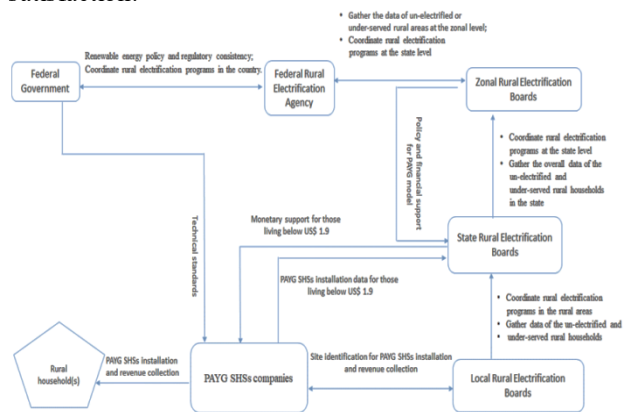 • Gather the data of un-electrified or
under-served rural areas at the zonal level;
• Coordinate rural electrification
programs at the state level
Renewable energy policy and regulatory consistency;
Coordinate rural electrification programs in the country.
Federal
Government
Federal Rural
Electrification
Agency
Zonal Rural Electrification
Boards
Policy and financial support
for PAYG model
• Coordinate rural electrification
programs at the state level
• Gather the overall data of the
un-electrified and
under-served rural households
in the state
Technical standards
Monetary support for those
living below US$ 1.9
State Rural Electrification
Boards
PAYG SHSs installation data for those
living below US$ 1.9
• Coordinate rural electrification
programs in the rural areas
• Gather data of the un-electrified and
• under-served rural households
Rural
household(s)
PAYG SHSs installation
and revenue collection
PAYG SHSs companies
Site identification for PAYG SHSs installation
and revenue collection
Local Rural Electrification
Boards